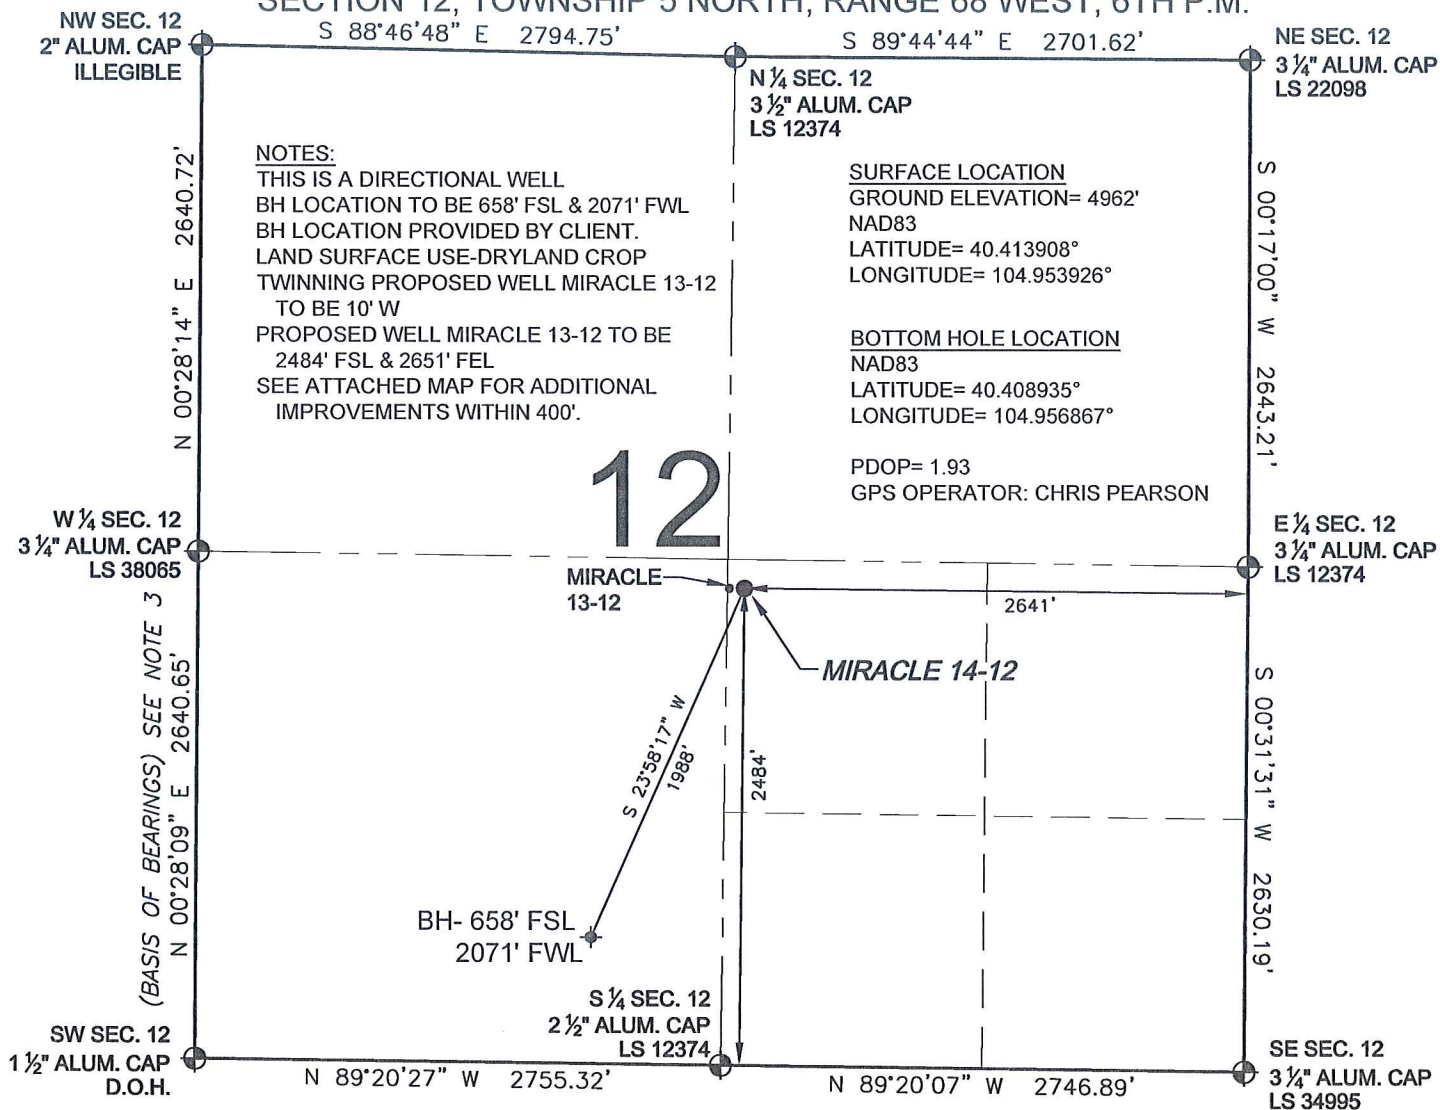 SECTION 12, TOWNSHIP 5 NORTH, RANGE 68 WEST, 6TH P.M.
NW SEC. 12
2" ALUM. CAP
ILLEGIBLE
S 88°46'48" E 2794.75'
S 89°44'44" E 2701.62'
NE SEC. 12
3 ¼" ALUM. CAP
LS 22098
N ¼ SEC. 12
3 ½" ALUM. CAP
LS 12374
N 00°28'14" E 2640.72'
NOTES:
THIS IS A DIRECTIONAL WELL
BH LOCATION TO BE 658' FSL & 2071' FWL
BH LOCATION PROVIDED BY CLIENT.
LAND SURFACE USE-DRYLAND CROP
TWINNING PROPOSED WELL MIRACLE 13-12
TO BE 10' W
PROPOSED WELL MIRACLE 13-12 TO BE
2484' FSL & 2651' FEL
SEE ATTACHED MAP FOR ADDITIONAL
IMPROVEMENTS WITHIN 400'.
SURFACE LOCATION
GROUND ELEVATION= 4962'
NAD83
LATITUDE= 40.413908°
LONGITUDE= 104.953926°
BOTTOM HOLE LOCATION
NAD83
LATITUDE= 40.408935°
LONGITUDE= 104.956867°
PDOP= 1.93
GPS OPERATOR: CHRIS PEARSON
S 00°17'00" W 2643.21'
12
W ¼ SEC. 12
3 ¼" ALUM. CAP
LS 38065
E ¼ SEC. 12
3 ¼" ALUM. CAP
LS 12374
MIRACLE
13-12
2641'
MIRACLE 14-12
(BASIS OF BEARINGS) SEE NOTE 3
N 00°28'09" E 2640.65'
S 23°58'17" W
1988'
2484'
S 00°31'31" W 2630.19'
BH- 658' FSL
2071' FWL
S ¼ SEC. 12
2 ½" ALUM. CAP
LS 12374
SW SEC. 12
1 ½" ALUM. CAP
D.O.H.
N 89°20'27" W 2755.32'
N 89°20'07" W 2746.89'
SE SEC. 12
3 ¼" ALUM. CAP
LS 34995